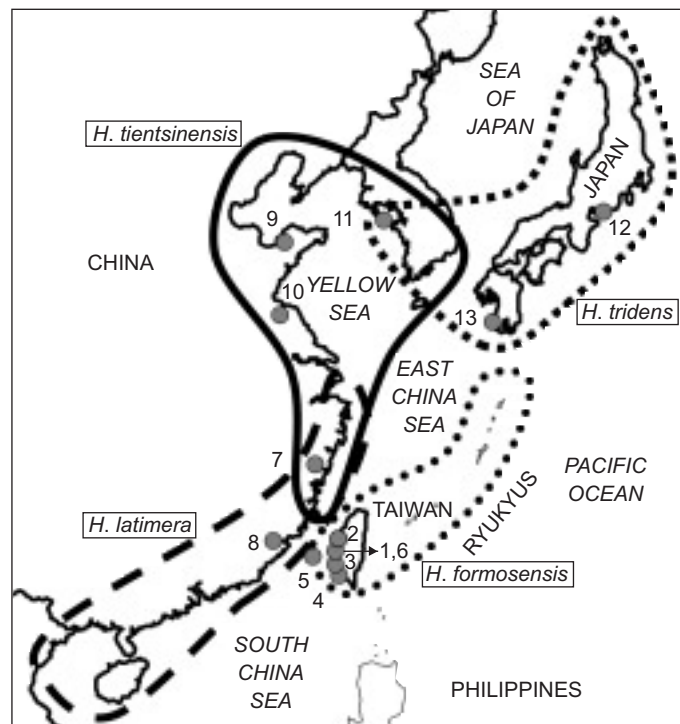 SEA
OF
JAPAN
H. tientsinensis
JAPAN
9
11
12
CHINA
10
YELLOW
SEA
13
H. tridens
EAST
CHINA
SEA
7
PACIFIC
OCEAN
TAIWAN
RYUKYUS
H. latimera
8
2
1,6
3
5
4
H. formosensis
SOUTH
CHINA
SEA
PHILIPPINES